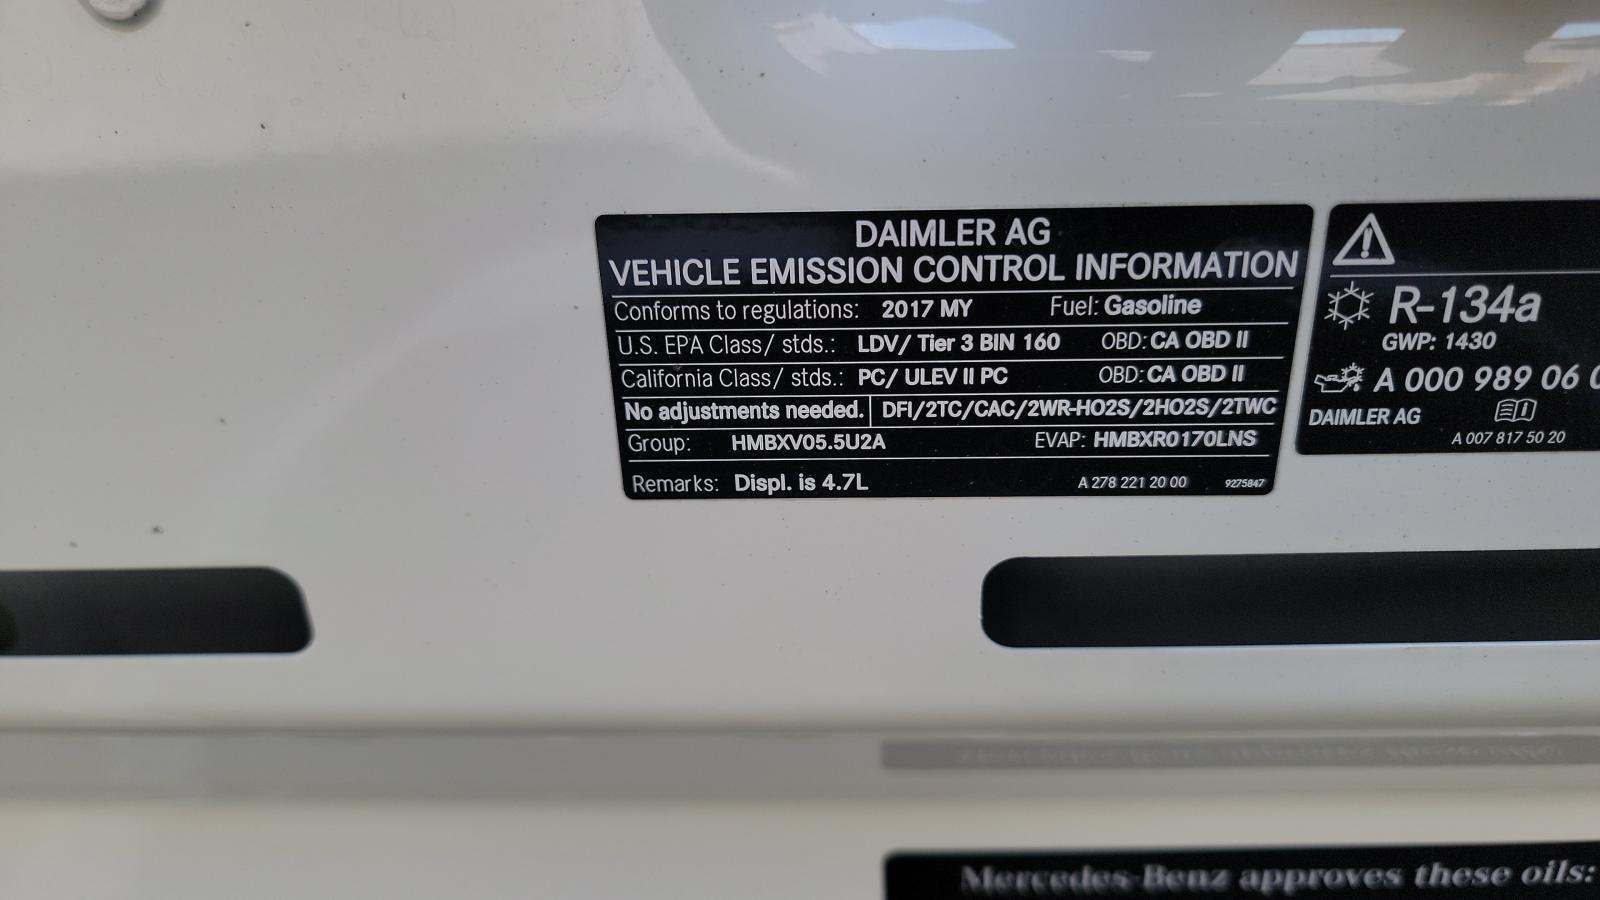 DAIMLER AG
VEHICLE EMISSION CONTROL INFORMATION
Conforms to regulations: 2017 MY Fuel: Gasoline
U.S. EPA Class/ stds.: LDV/ Tier 3 BIN 160 OBD: CA OBD II
California Class/ stds.: PC/ ULEV II PC OBD: CA OBD II
No adjustments needed. DFI/2TC/CAC/2WR-HO2S/2HO2S/2TWC
Group: HMBXV05.5U2A EVAP: HMBXR0170LNS
Remarks: Displ. is 4.7L A 278 221 20 00 9275847
R-134a
GWP: 1430
A 000 989 06
DAIMLER AG
A 007 817 50 20
Mercedes-Benz approves these oils: